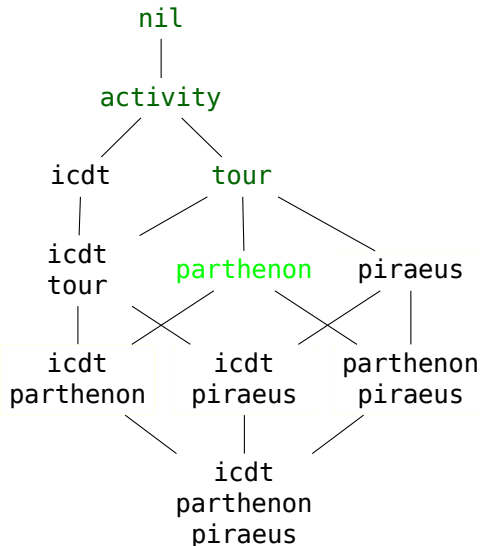 nil
activity
icdt
tour
icdt
tour
parthenon
piraeus
icdt
parthenon
icdt
piraeus
parthenon
piraeus
icdt
parthenon
piraeus